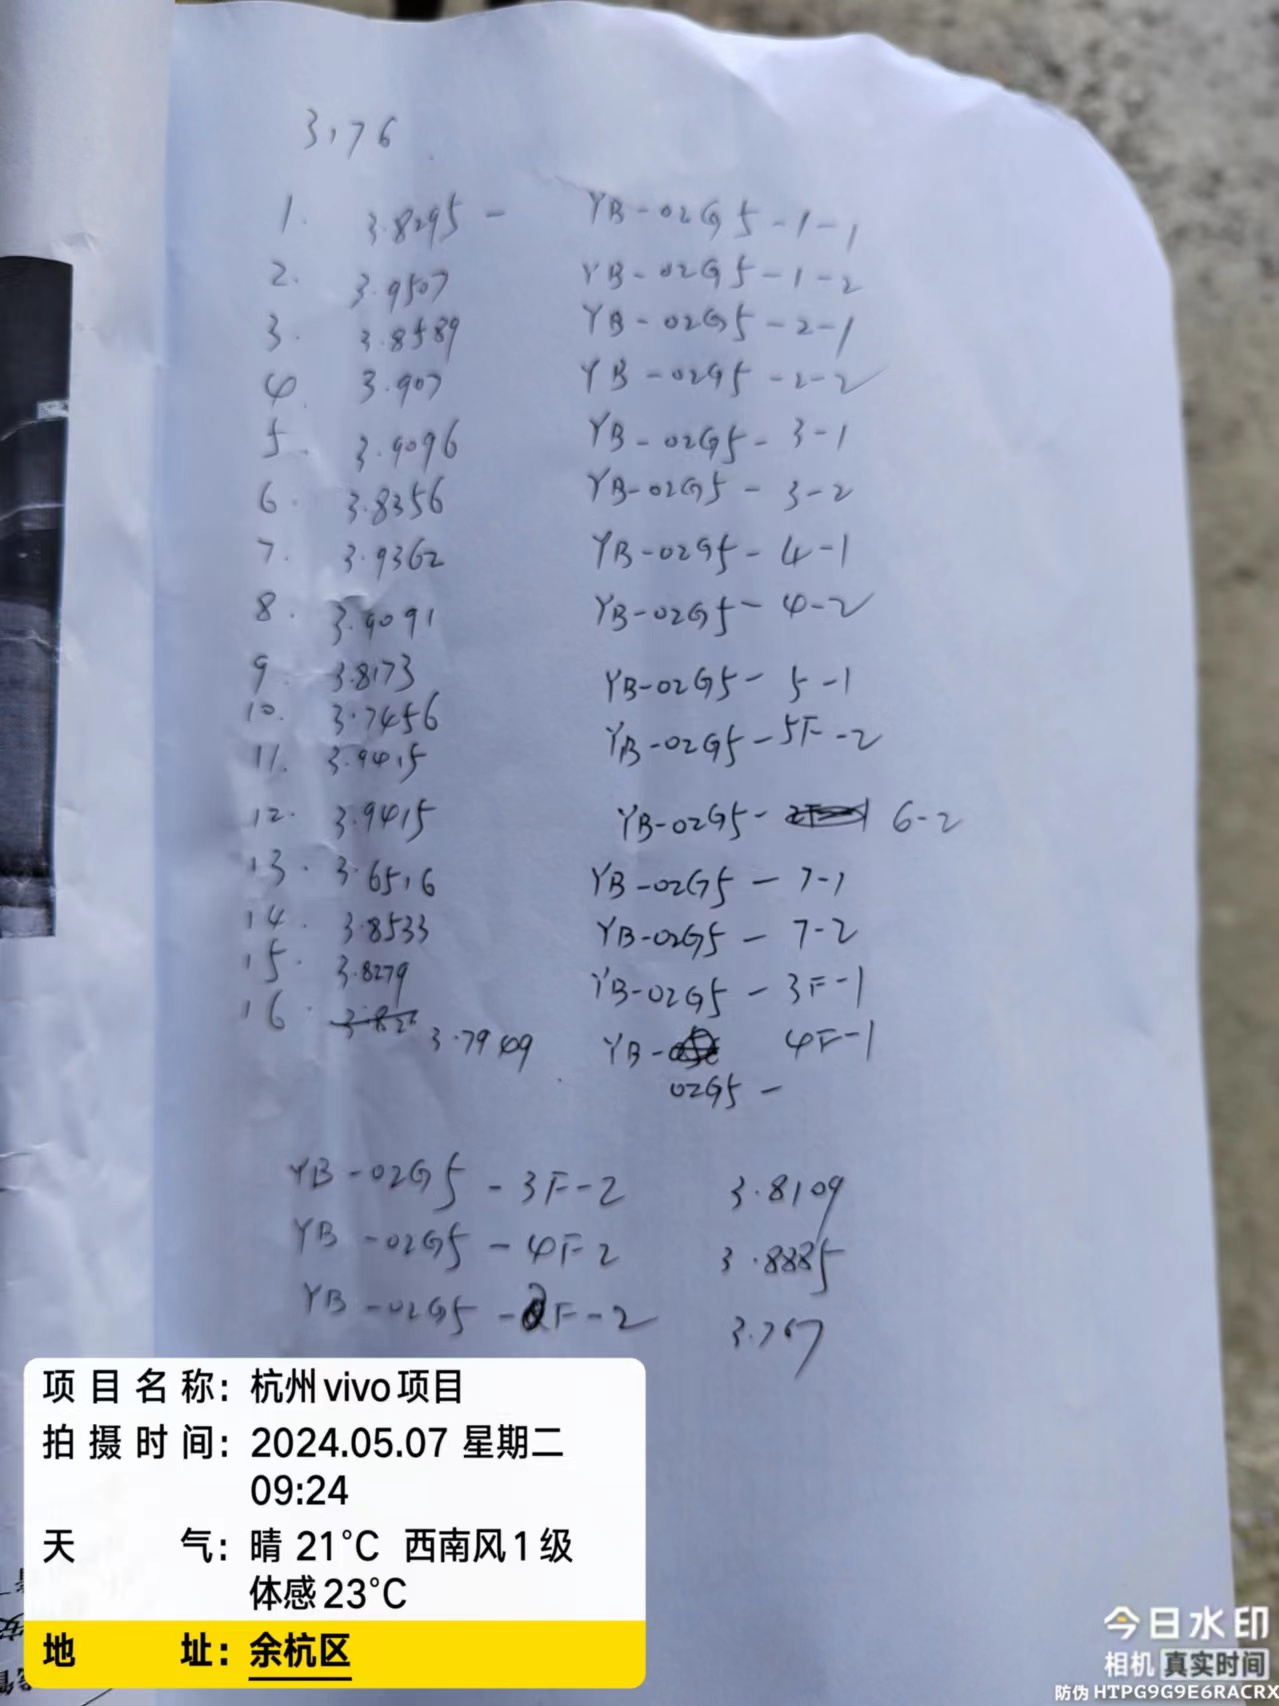 3.76
1. 3.8295 - YB-02G5-1-1
2. 3.9507 YB-02G5-1-2
3. 3.8589 YB-02G5-2-1
4. 3.907 YB-02G5-2-2
5. 3.9096 YB-02G5-3-1
6. 3.8356 YB-02G5-3-2
7. 3.9362 YB-02G5-4-1
8. 3.9091 YB-02G5-4-2
9 3.8173 YB-02G5-5-1
10. 3.7456 YB-02G5-5F-2
11. 3.9415
12. 3.9415 YB-02G5- 6-2
13. 3.6516 YB-02G5-7-1
14. 3.8533 YB-02G5-7-2
15. 3.8279 YB-02G5-3F-1
16. 3.7949 YB- 4F-1
02G5-
YB-02G5-3F-2 3.8109
YB-02G5-4F-2 3.8885
YB-02G5-2F-2 3.767
项目名称：杭州vivo项目
拍摄时间：2024.05.07 星期二
09:24
天气：晴 21°C 西南风1级
体感23°C
地址：余杭区
今日水印
相机 真实时间
防伪 HTPG9G9E6RACRX